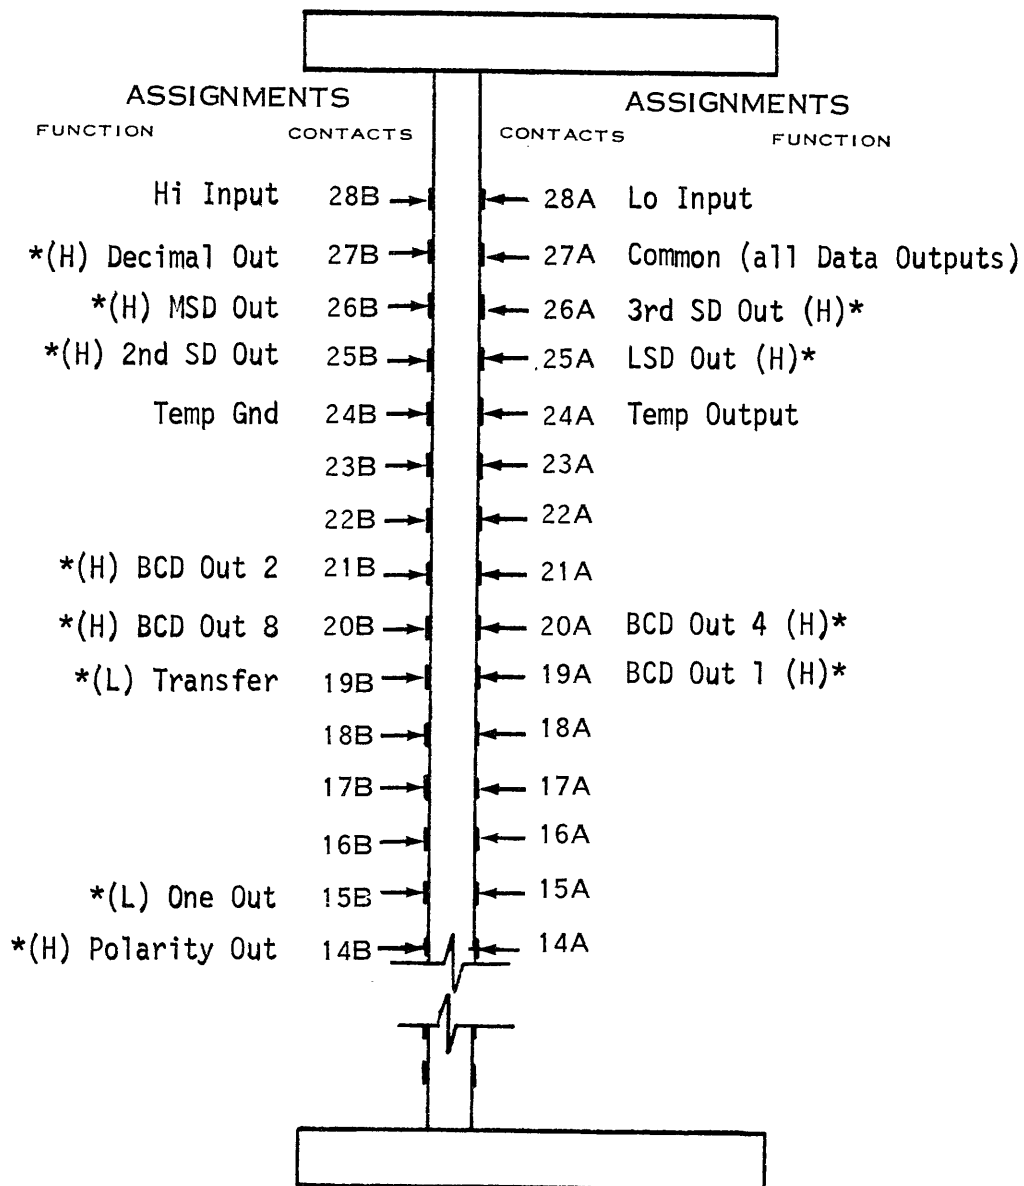 ASSIGNMENTS ASSIGNMENTS
FUNCTION CONTACTS CONTACTS FUNCTION
Hi Input 28B 28A Lo Input
*(H) Decimal Out 27B 27A Common (all Data Outputs)
*(H) MSD Out 26B 26A 3rd SD Out (H)*
*(H) 2nd SD Out 25B 25A LSD Out (H)*
Temp Gnd 24B 24A Temp Output
23B 23A
22B 22A
*(H) BCD Out 2 21B 21A
*(H) BCD Out 8 20B 20A BCD Out 4 (H)*
*(L) Transfer 19B 19A BCD Out 1 (H)*
18B 18A
17B 17A
16B 16A
*(L) One Out 15B 15A
*(H) Polarity Out 14B 14A